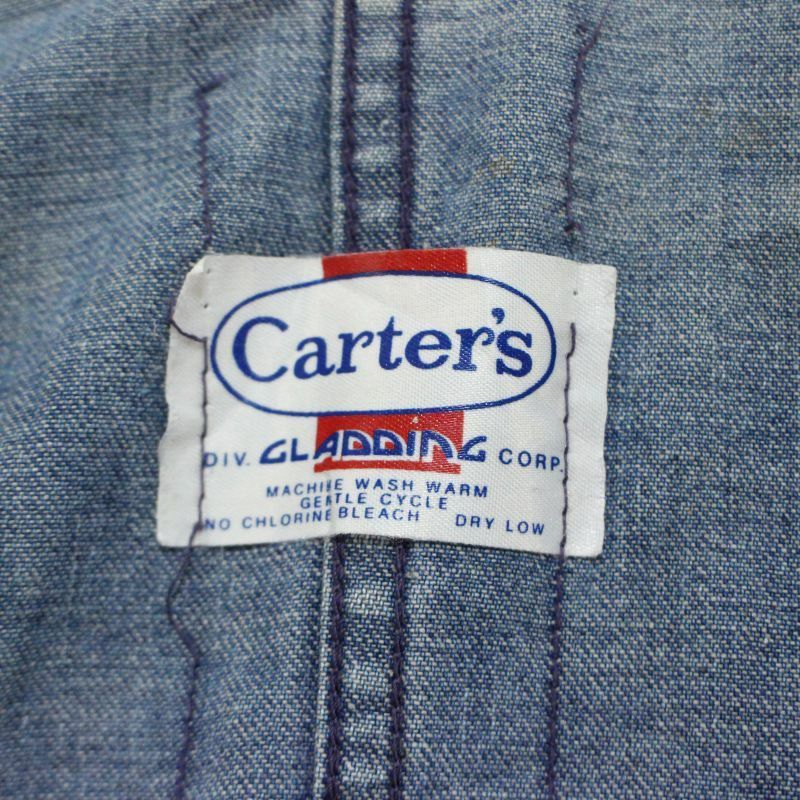 Carter's
DIV. GLADDING CORP.
MACHINE WASH WARM
GENTLE CYCLE
NO CHLORINE BLEACH DRY LOW